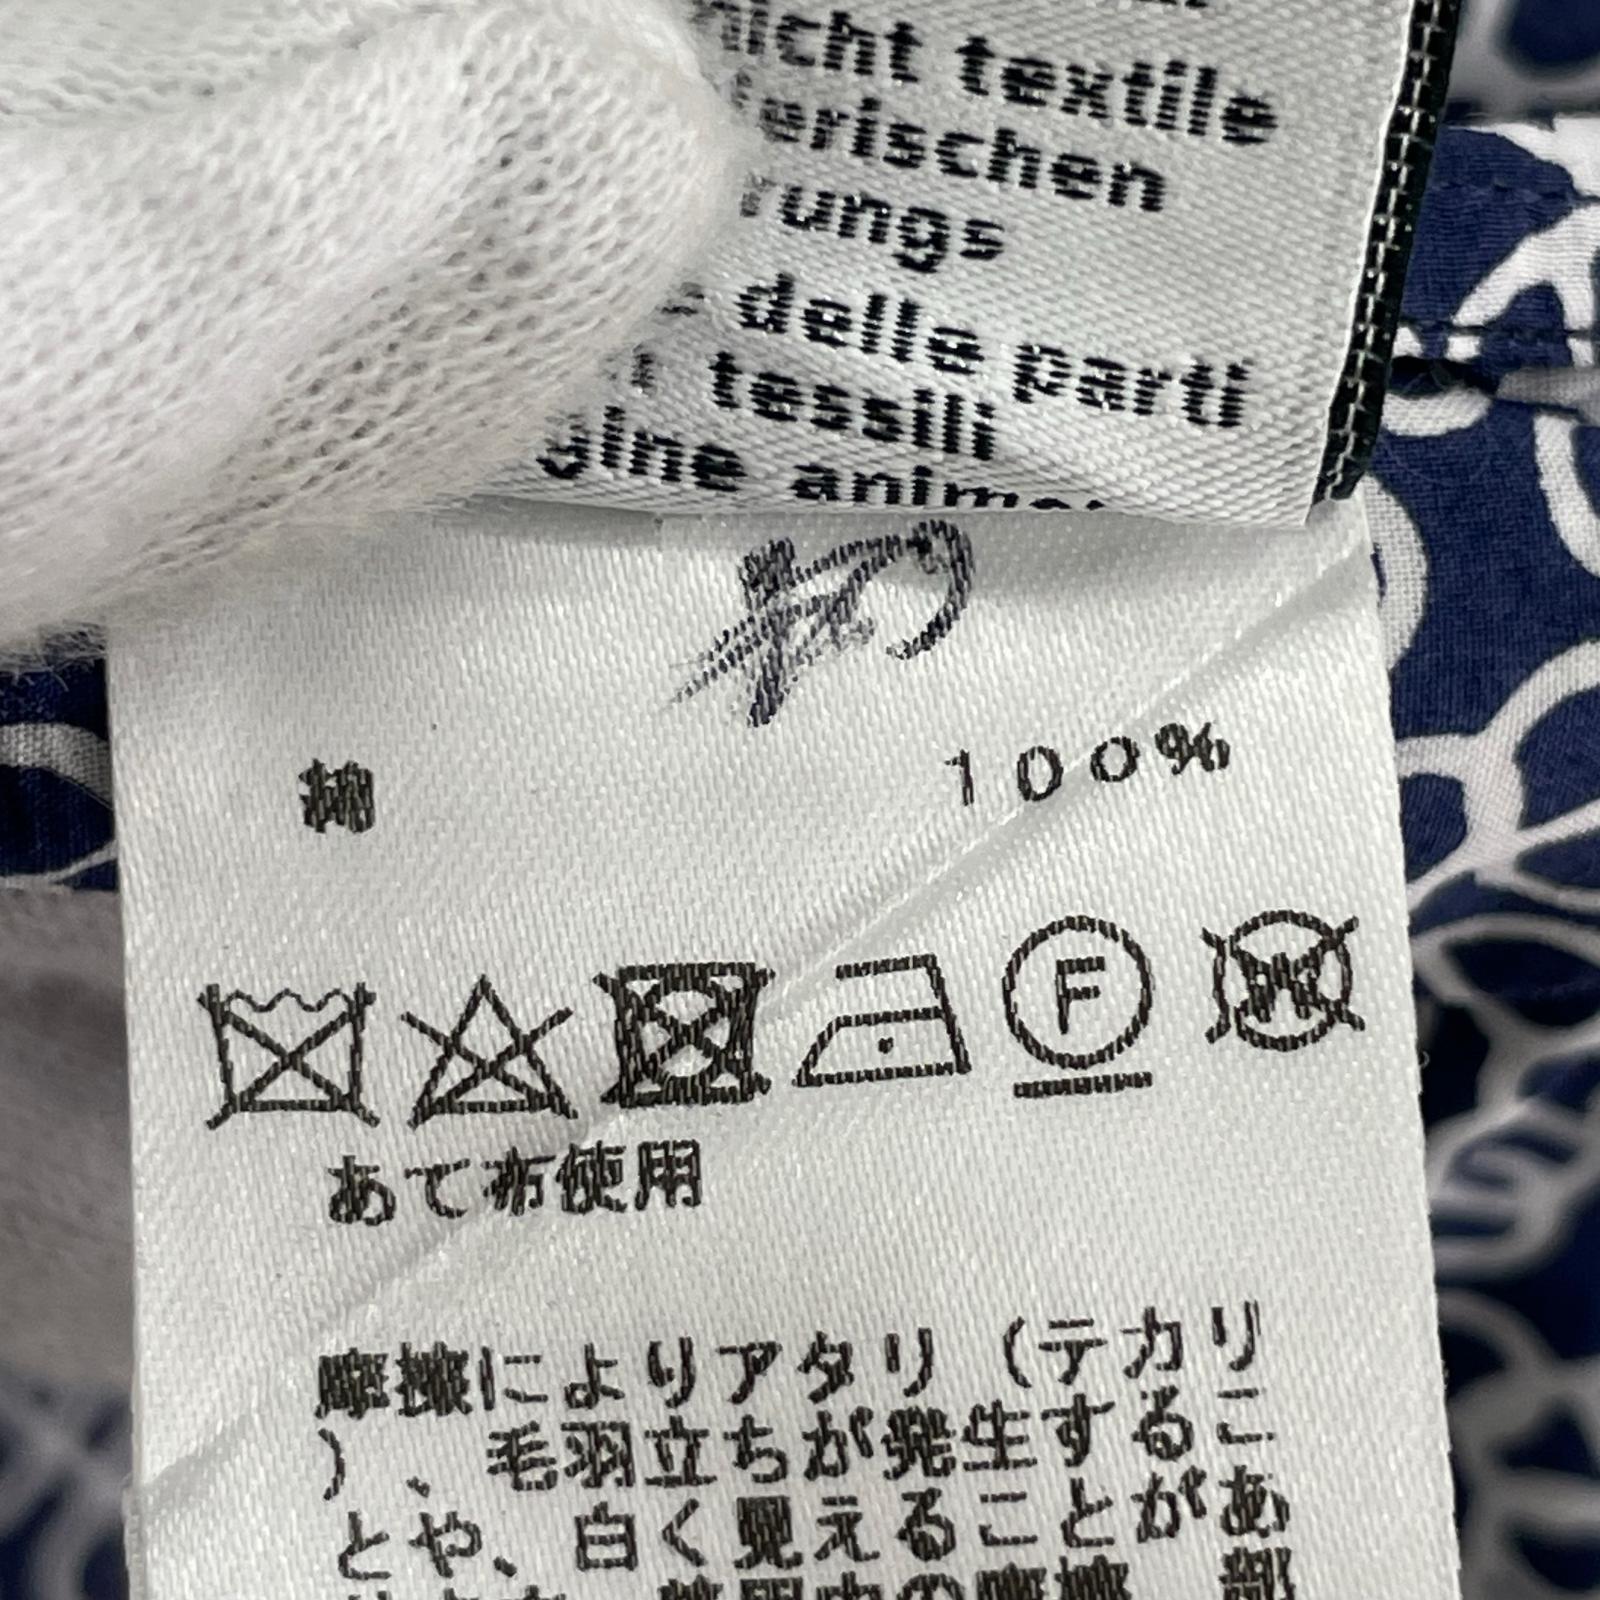 nicht textile
erischen
rungs
delle parti
tessili
gine anima
綿 100%
F
W
あて布使用
摩擦によりアタリ（テカリ
）、毛羽立ちが発生するこ
とや、白く見えることがあ